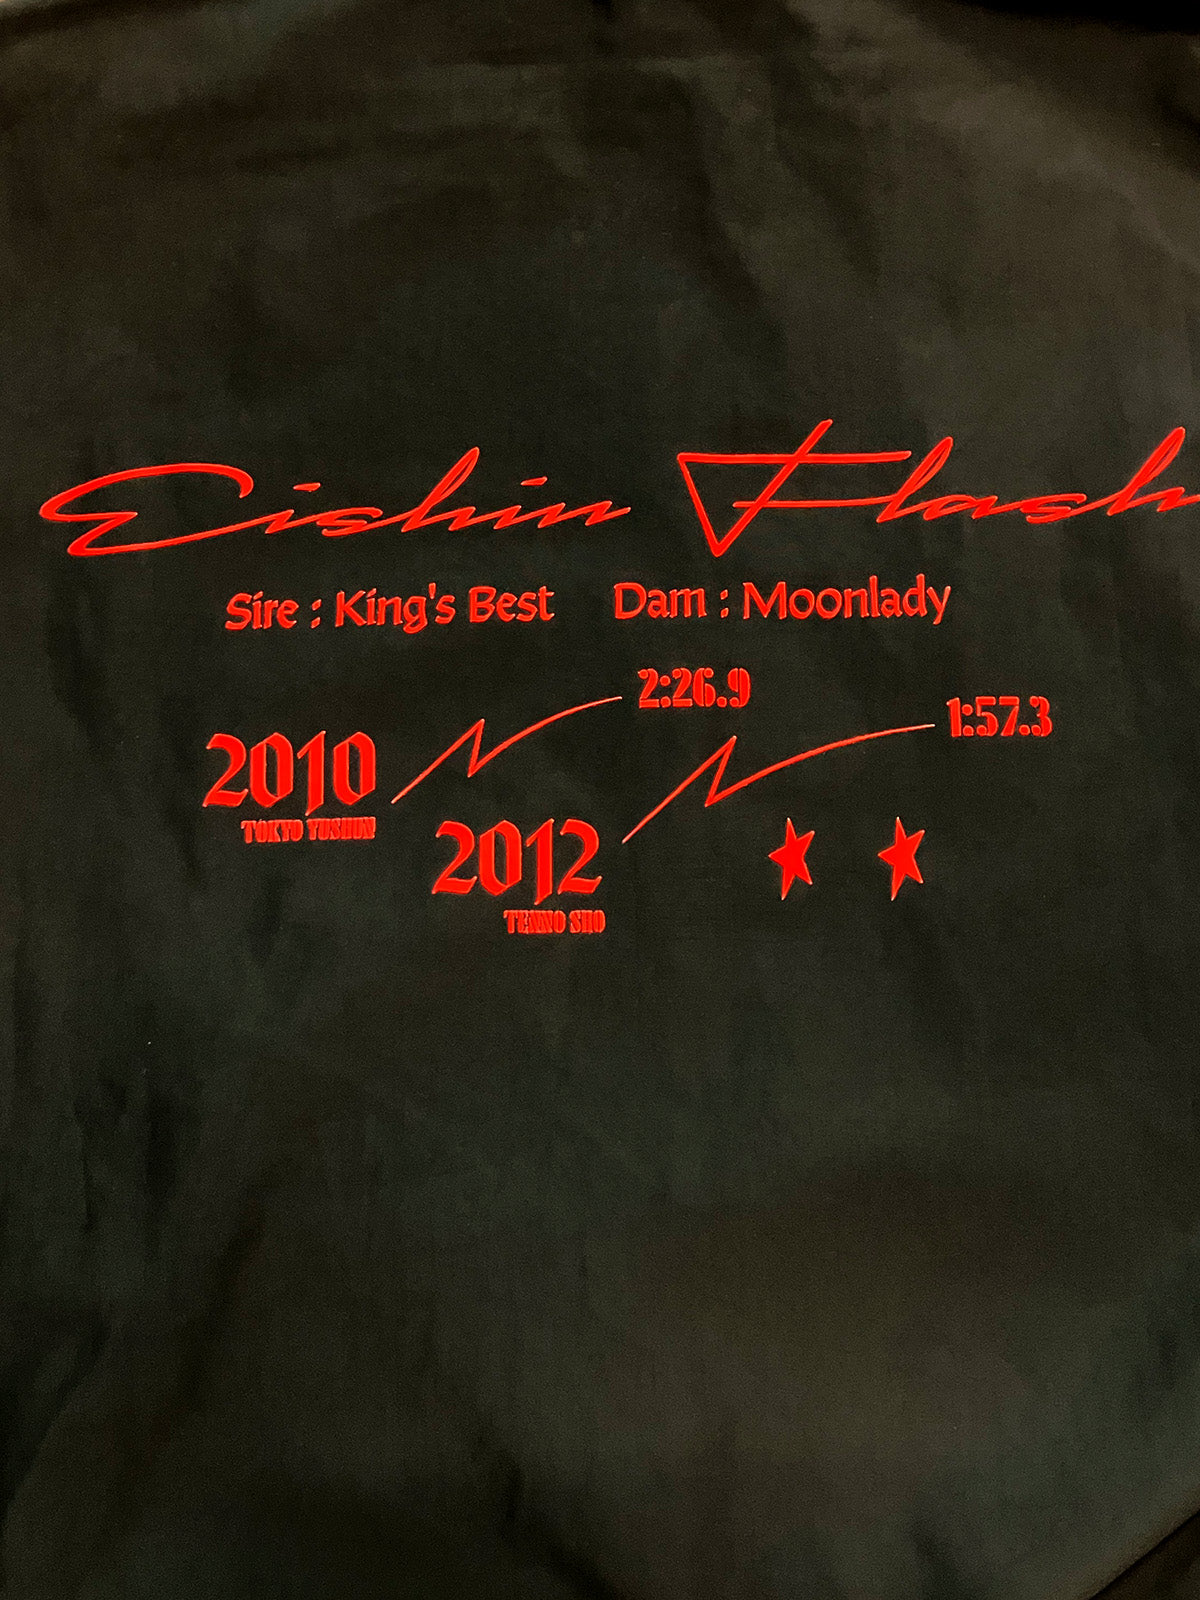 Eishin Flash
Sire : King's Best Dam : Moonlady
2:26.9
1:57.3
2010
TOKYO YUSHUN
2012
TENNO SHO